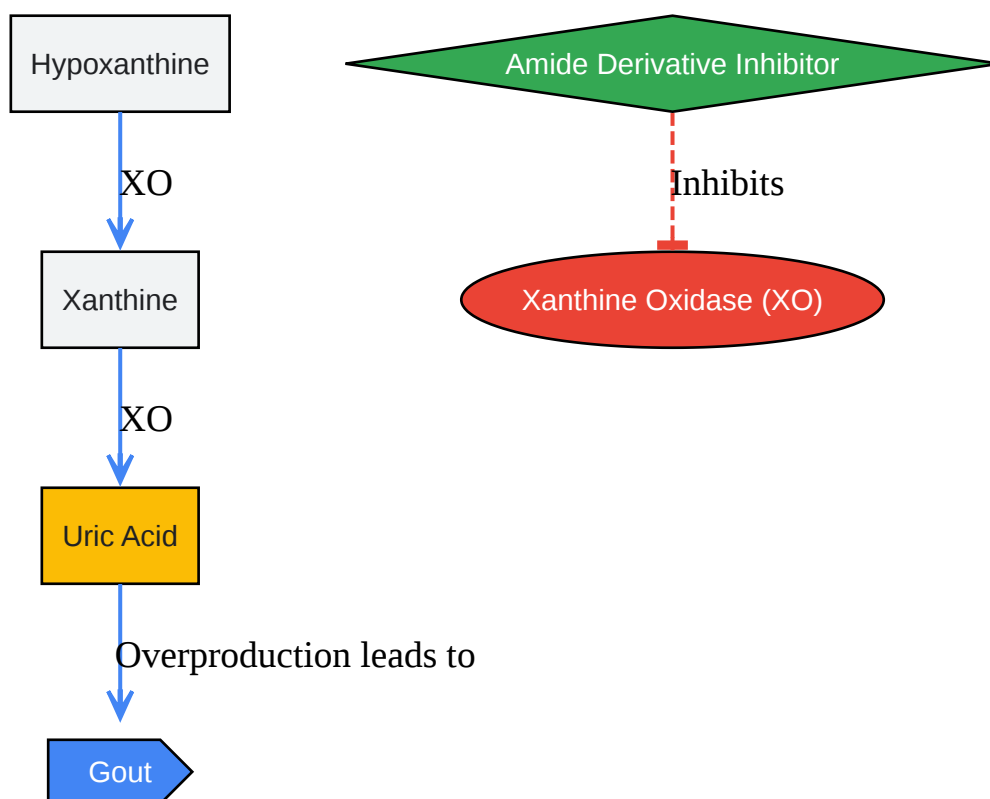 Hypoxanthine
Amide Derivative Inhibitor
XO
Inhibits
Xanthine
Xanthine Oxidase (XO)
XO
Uric Acid
Overproduction leads to
Gout